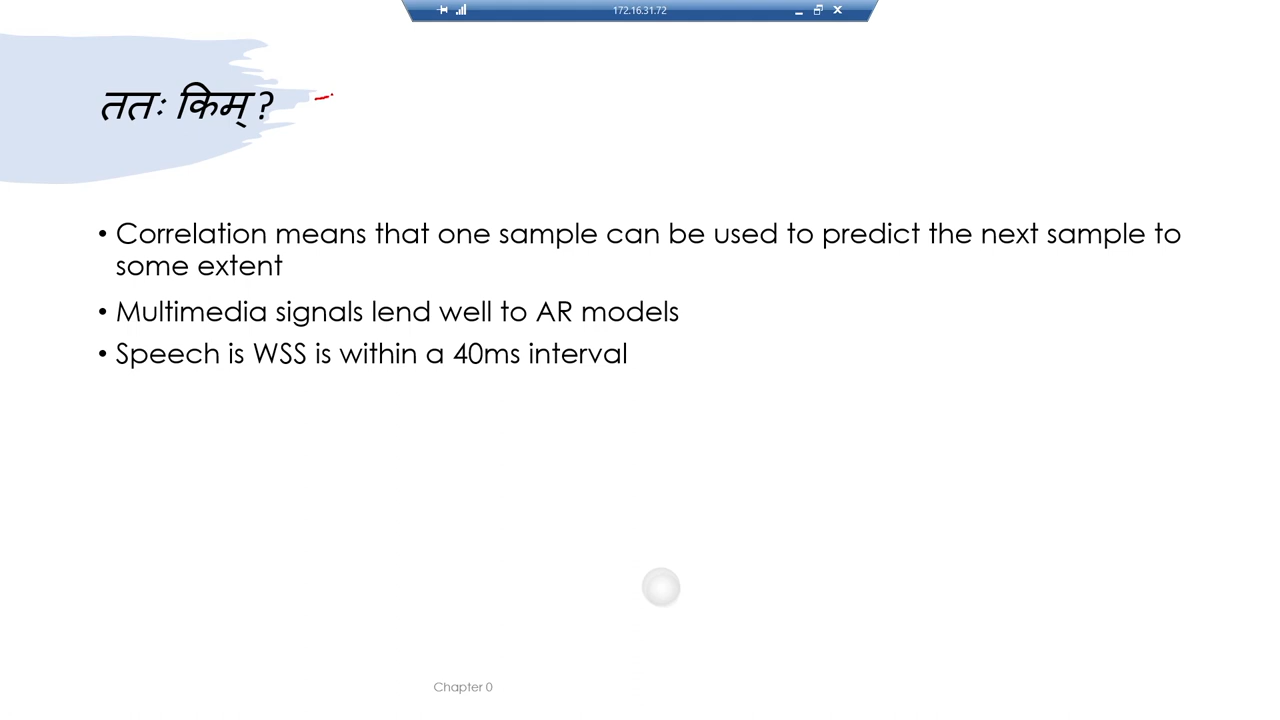 172.16.31.72
ततः किम् ?
• Correlation means that one sample can be used to predict the next sample to
some extent
• Multimedia signals lend well to AR models
• Speech is WSS is within a 40ms interval
Chapter 0